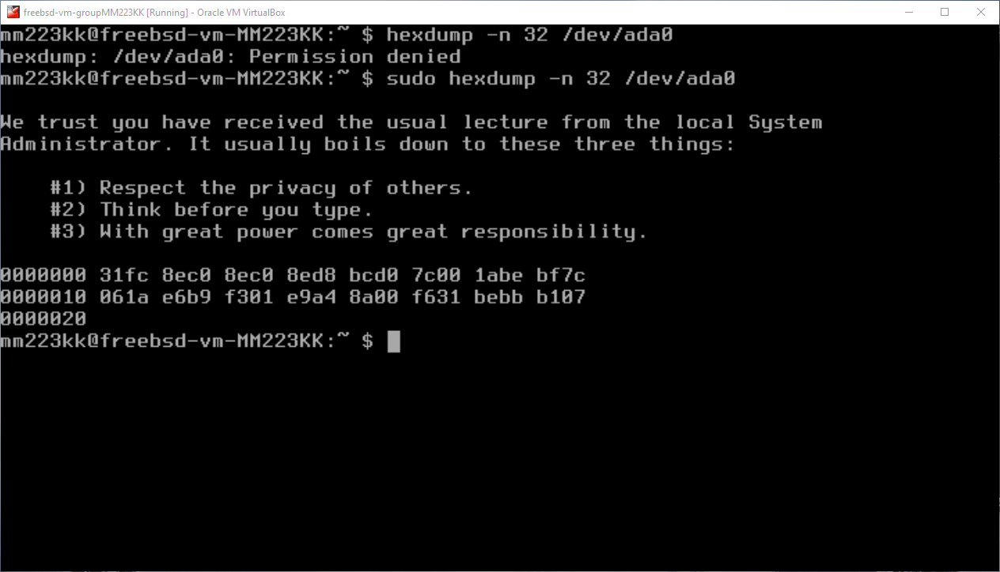 freebsd-vm-groupMM223KK [Running] - Oracle VM VirtualBox
mm223kk@freebsd-vm-MM223KK:~ $ hexdump -n 32 /dev/ada0
hexdump: /dev/ada0: Permission denied
mm223kk@freebsd-vm-MM223KK:~ $ sudo hexdump -n 32 /dev/ada0
We trust you have received the usual lecture from the local System
Administrator. It usually boils down to these three things:
#1) Respect the privacy of others.
#2) Think before you type.
#3) With great power comes great responsibility.
0000000 31fc 8ec0 8ec0 8ed8 bcd0 7c00 1abe bf7c
0000010 061a e6b9 f301 e9a4 8a00 f631 bebb b107
0000020
mm223kk@freebsd-vm-MM223KK:~ $